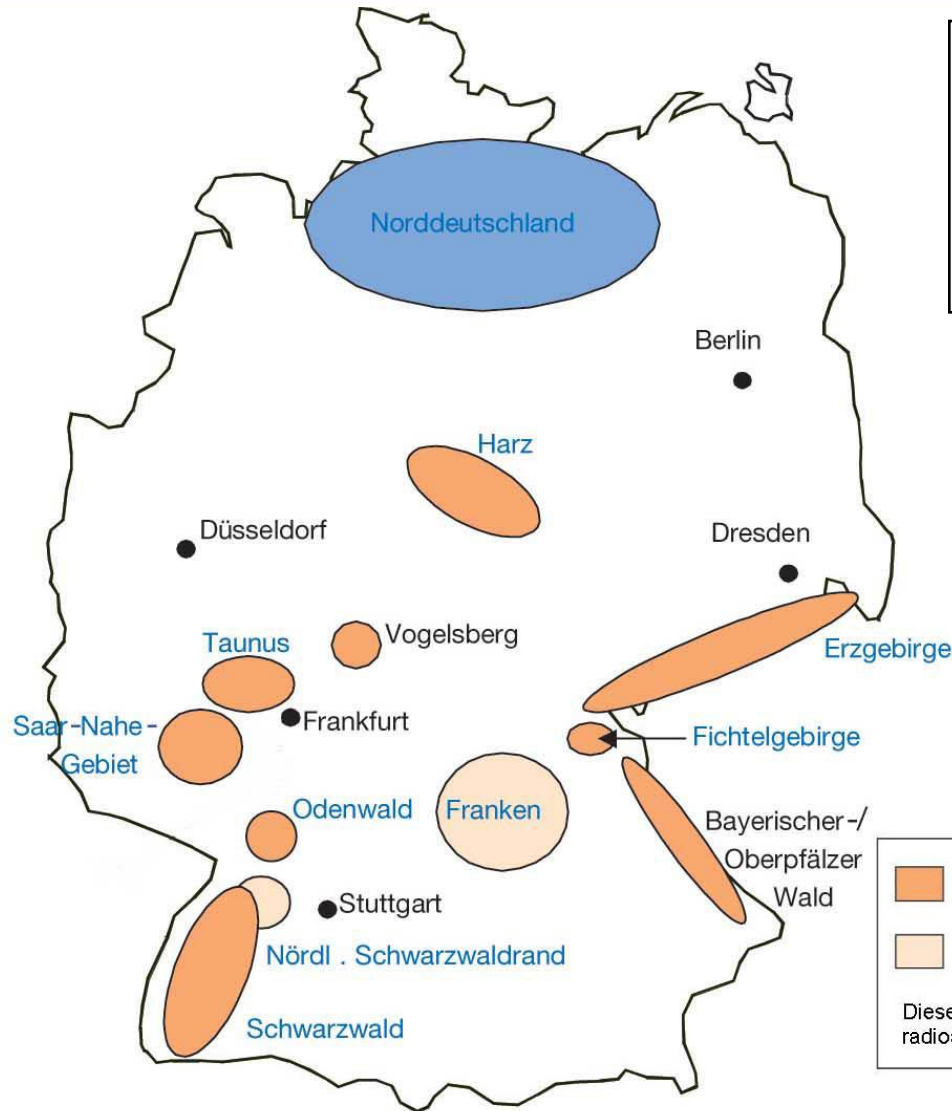 Norddeutschland
Berlin
Harz
Düsseldorf
Dresden
Vogelsberg
Taunus
Erzgebirge
Saar-Nahe-
Gebiet
Frankfurt
Fichtelgebirge
Odenwald
Franken
Bayerischer-/
Oberpfälzer
Wald
Stuttgart
Nördl . Schwarzwaldrand
Schwarzwald